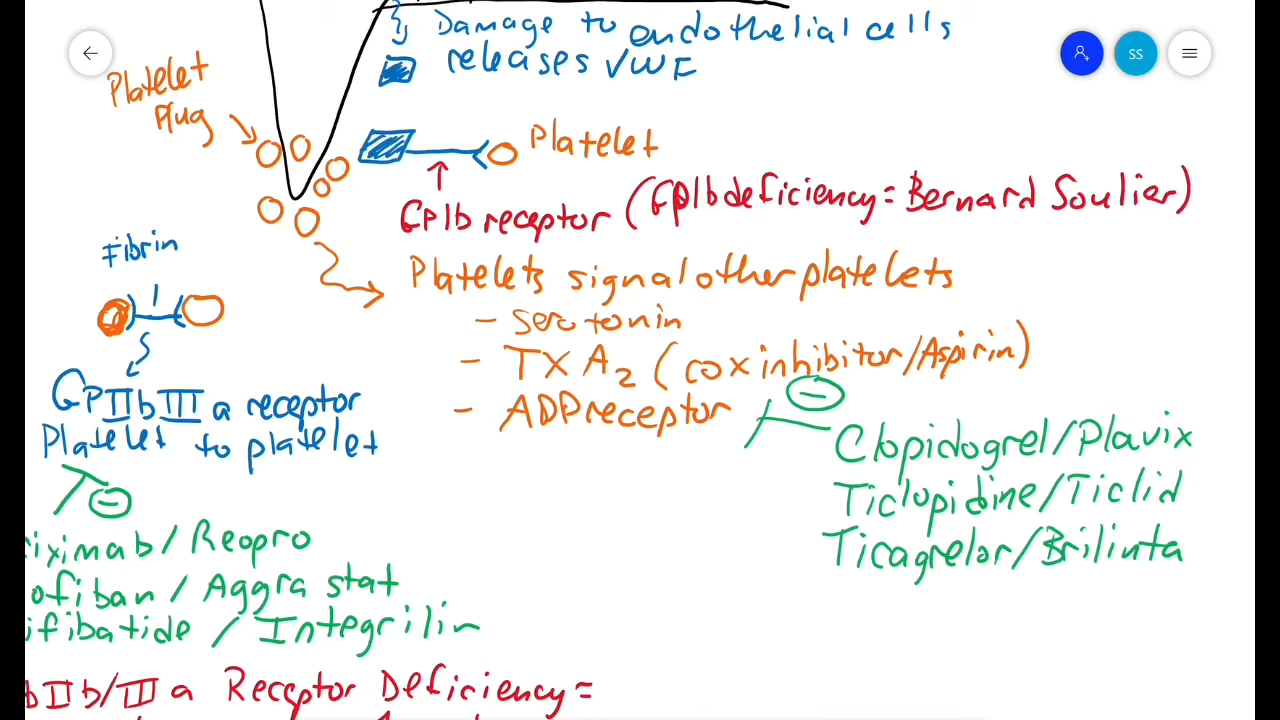 Damage to endothelial cells
releases VWF
Platelet
Plug
Platelet
GPIb receptor (GPIb deficiency = Bernard Soulier)
Fibrin
Platelets signal other platelets
- Serotonin
- TXA2 (cox inhibitor/Aspirin)
- ADP receptor
GPIIbIIIa receptor
Platelet to platelet
Clopidogrel/Plavix
Ticlopidine/Ticlid
Ticagrelor/Brilinta
iximab/Reopro
ofiban/Aggrastat
ifibatide/Integrilin
bIIb/III a Receptor Deficiency=
SS